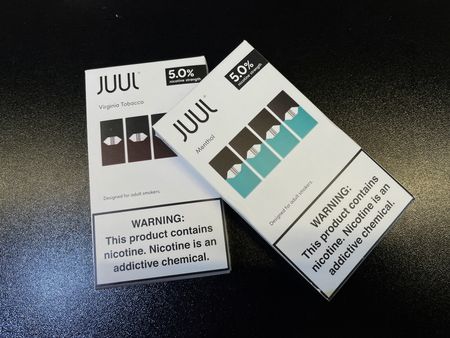 JUUL
5.0%
nicotine strength
Virginia Tobacco
Designed for adult smokers.
WARNING:
This product contains
nicotine. Nicotine is an
addictive chemical.
JUUL
5.0%
nicotine strength
Menthol
Designed for adult smokers.
WARNING:
This product contains
nicotine. Nicotine is an
addictive chemical.